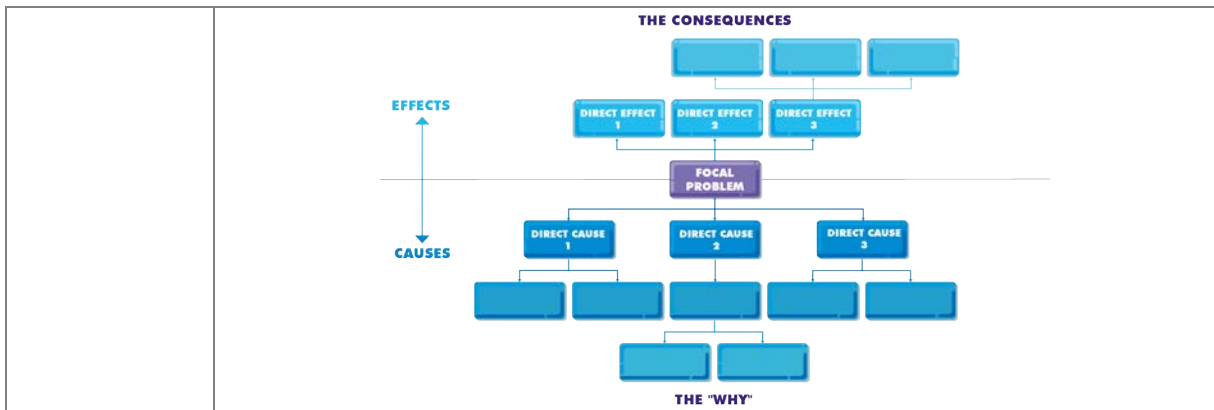 THE CONSEQUENCES
EFFECTS
DIRECT EFFECT
1
DIRECT EFFECT
2
DIRECT EFFECT
3
FOCAL
PROBLEM
DIRECT CAUSE
1
DIRECT CAUSE
2
DIRECT CAUSE
3
CAUSES
THE "WHY"